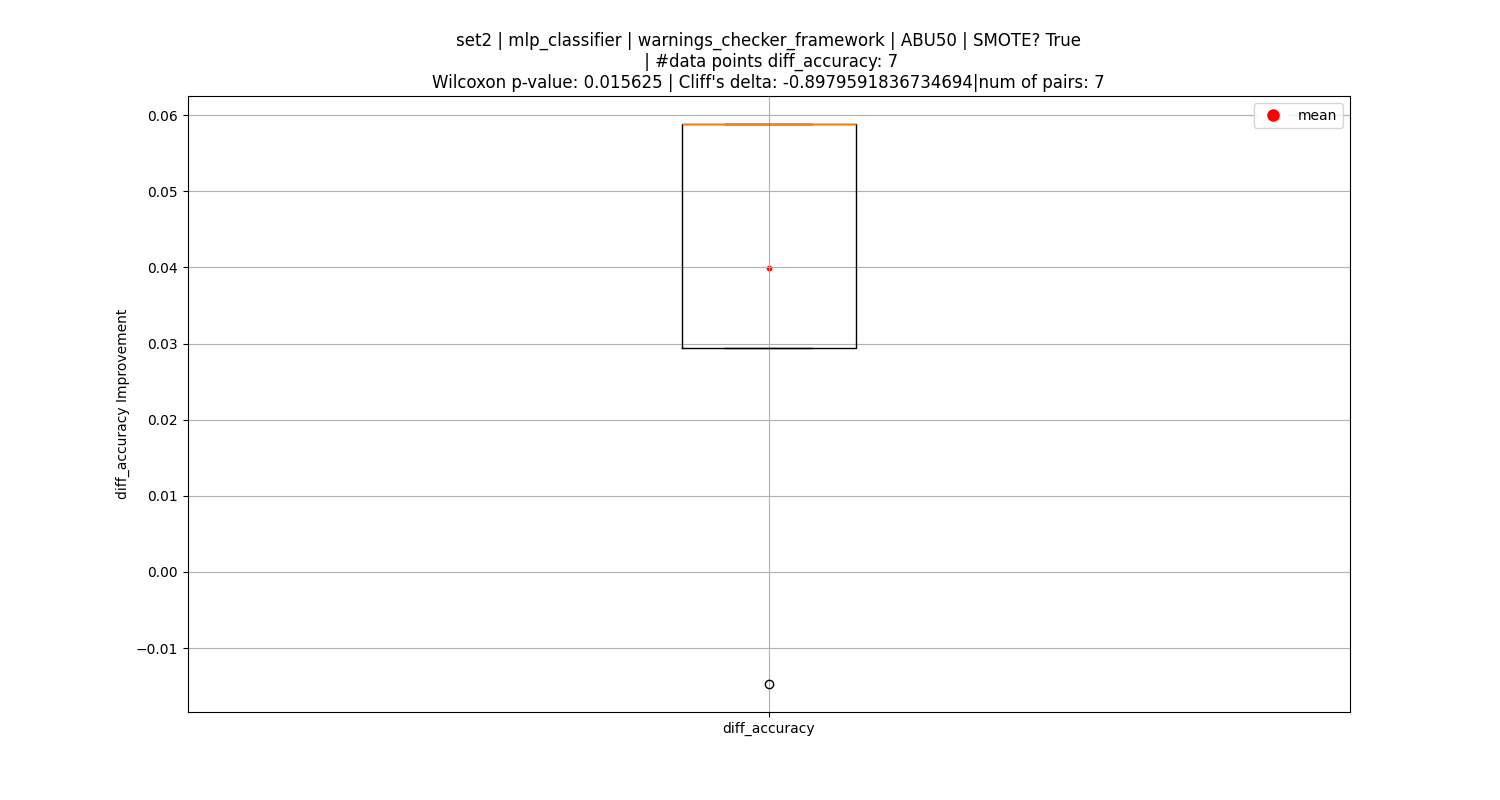 set2 | mlp_classifier | warnings_checker_framework | ABU50 | SMOTE? True
| #data points diff_accuracy: 7
Wilcoxon p-value: 0.015625 | Cliff's delta: -0.8979591836734694|num of pairs: 7
mean
0.06
0.05
0.04
0.03
0.02
0.01
0.00
−0.01
diff_accuracy Improvement
diff_accuracy